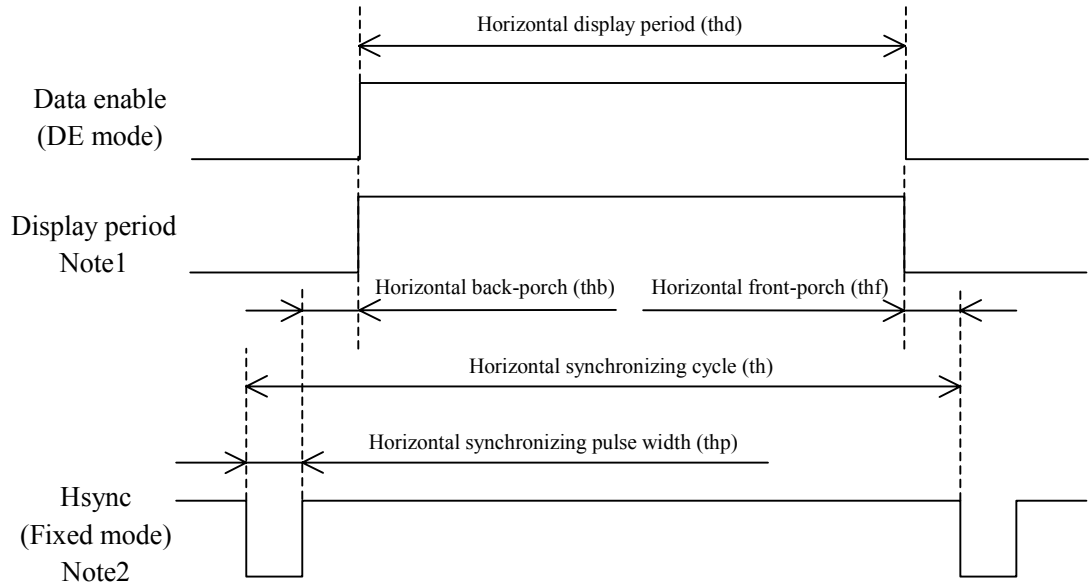 Horizontal display period (thd)
Data enable
(DE mode)
Display period
Note1
Horizontal back-porch (thb)
Horizontal front-porch (thf)
Horizontal synchronizing cycle (th)
Horizontal synchronizing pulse width (thp)
Hsync
(Fixed mode)
Note2